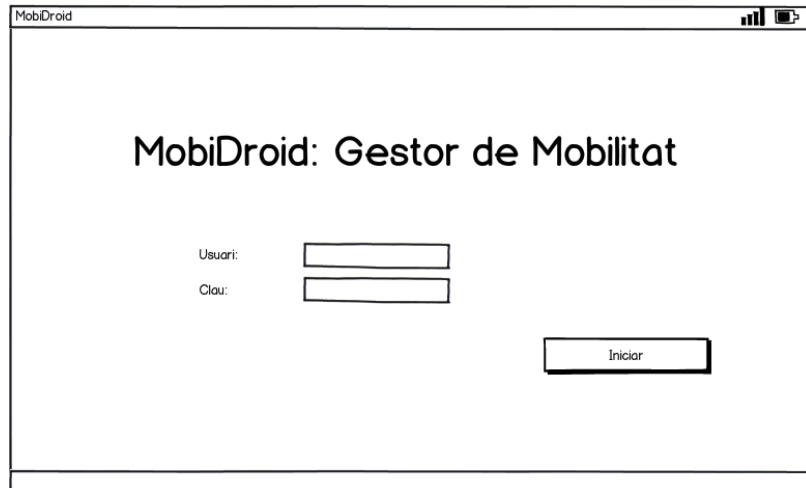 MobiDroid
MobiDroid: Gestor de Mobilitat
Usuari:
Clau:
Iniciar